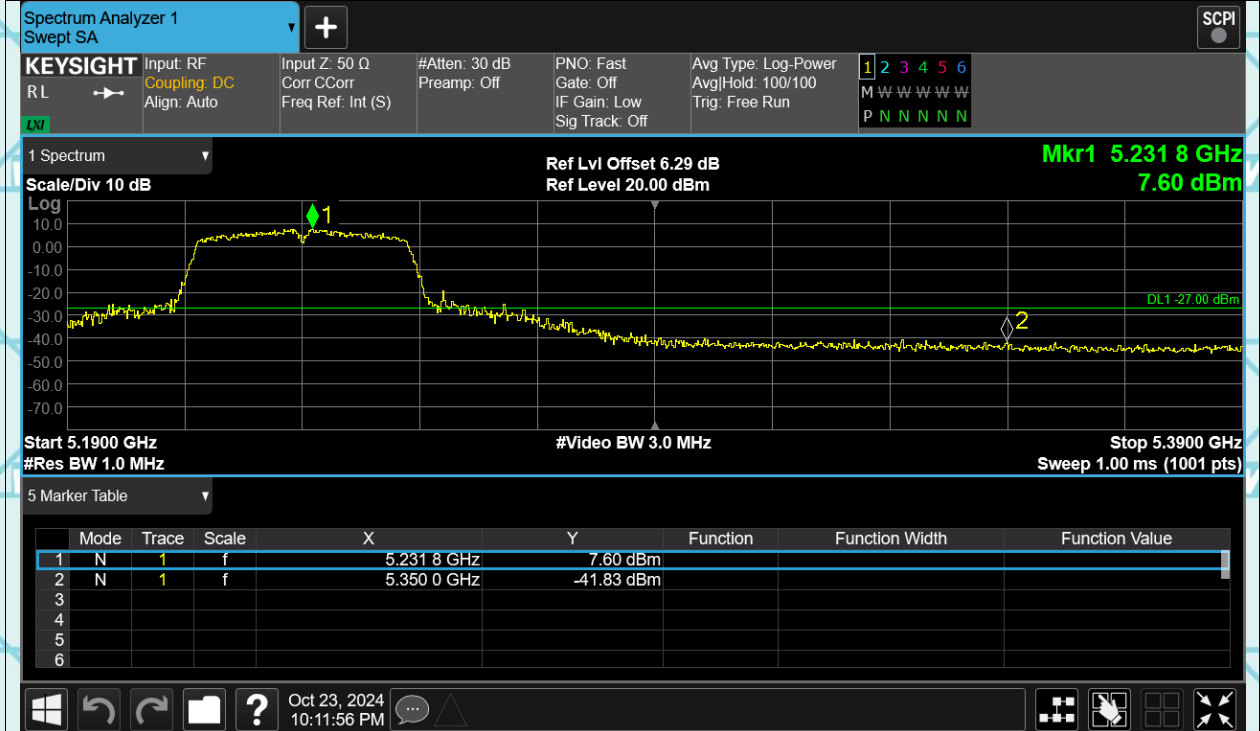 Spectrum Analyzer 1
Swept SA
SCPI
KEYSIGHT
R L
LXI
Input: RF
Coupling: DC
Align: Auto
Input Z: 50 Ω
Corr CCorr
Freq Ref: Int (S)
#Atten: 30 dB
Preamp: Off
PNO: Fast
Gate: Off
IF Gain: Low
Sig Track: Off
Avg Type: Log-Power
Avg|Hold: 100/100
Trig: Free Run
1 2 3 4 5 6
M W W W W W
P N N N N N
1 Spectrum
Scale/Div 10 dB
Ref Lvl Offset 6.29 dB
Ref Level 20.00 dBm
Mkr1 5.231 8 GHz
7.60 dBm
Log
10.0
0.00
-10.0
-20.0
-30.0
-40.0
-50.0
-60.0
-70.0
1
DL1 -27.00 dBm
2
Start 5.1900 GHz
#Res BW 1.0 MHz
#Video BW 3.0 MHz
Stop 5.3900 GHz
Sweep 1.00 ms (1001 pts)
5 Marker Table
Mode Trace Scale X Y Function Function Width Function Value
1 N 1 f 5.231 8 GHz 7.60 dBm
2 N 1 f 5.350 0 GHz -41.83 dBm
3
4
5
6
?
Oct 23, 2024
10:11:56 PM